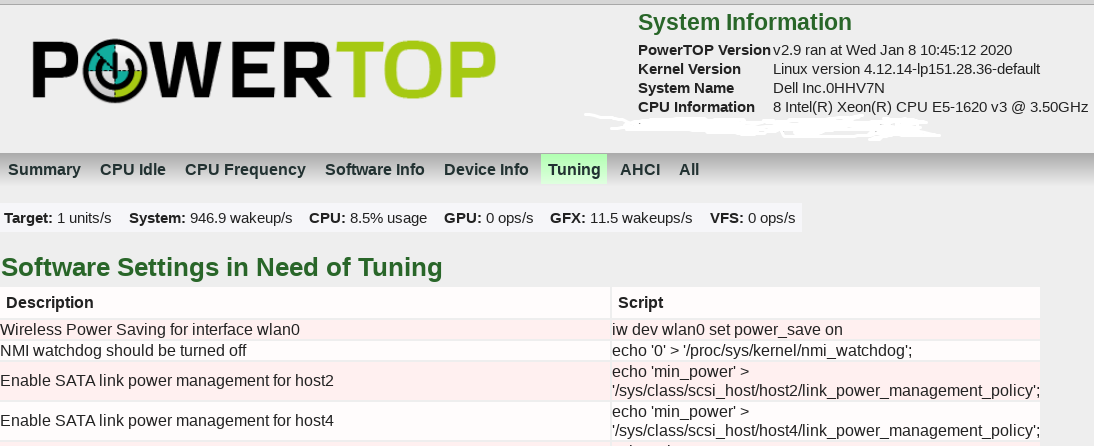 POWERTOP
System Information
PowerTOP Version v2.9 ran at Wed Jan 8 10:45:12 2020
Kernel Version Linux version 4.12.14-lp151.28.36-default
System Name Dell Inc.0HHV7N
CPU Information 8 Intel(R) Xeon(R) CPU E5-1620 v3 @ 3.50GHz
Summary CPU Idle CPU Frequency Software Info Device Info Tuning AHCI All
Target: 1 units/s System: 946.9 wakeup/s CPU: 8.5% usage GPU: 0 ops/s GFX: 11.5 wakeups/s VFS: 0 ops/s
Software Settings in Need of Tuning
Description Script
Wireless Power Saving for interface wlan0 iw dev wlan0 set power_save on
NMI watchdog should be turned off echo '0' > '/proc/sys/kernel/nmi_watchdog';
Enable SATA link power management for host2 echo 'min_power' >
'/sys/class/scsi_host/host2/link_power_management_policy';
Enable SATA link power management for host4 echo 'min_power' >
'/sys/class/scsi_host/host4/link_power_management_policy';